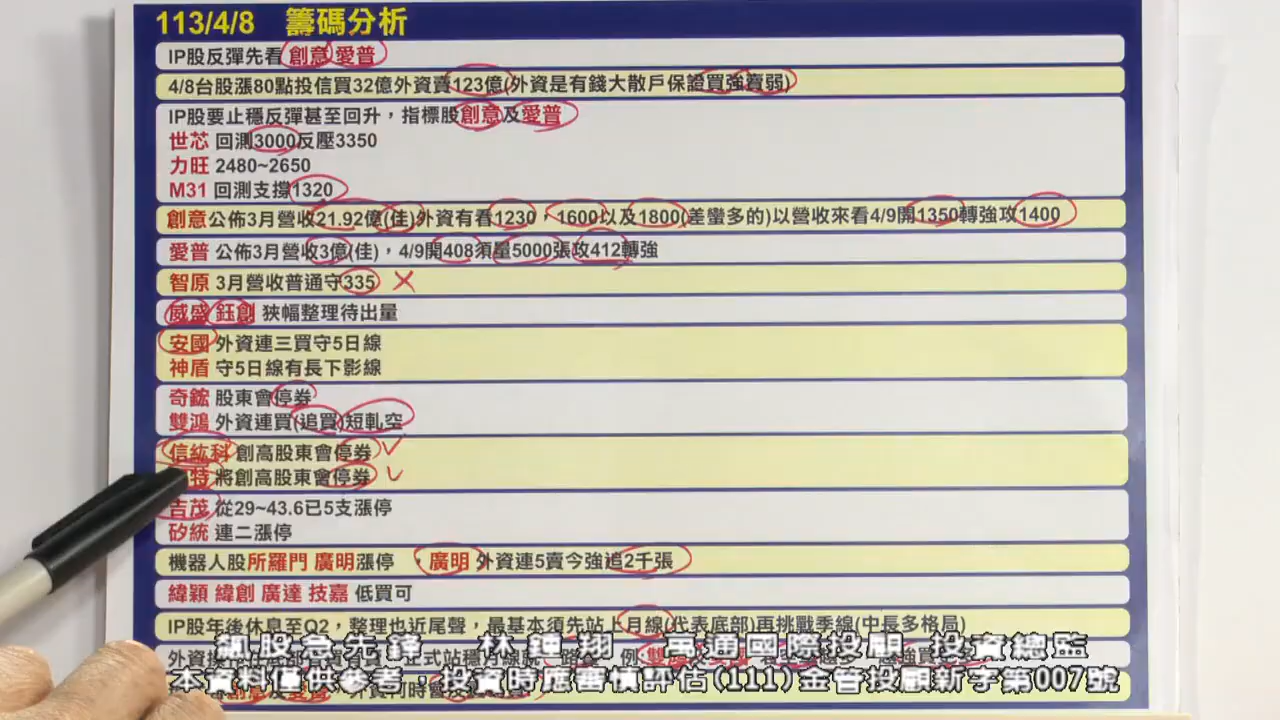 113/4/8 籌碼分析
IP股反彈先看 創意 愛普
4/8台股漲80點投信買32億外資賣123億(外資是有錢大散戶保證買強賣弱)
IP股要止穩反彈甚至回升，指標股創意及愛普
世芯 回測3000反壓3350
力旺 2480~2650
M31 回測支撐1320
創意公佈3月營收21.92億(佳)外資有看1230，1600以及1800(差蠻多的)以營收來看4/9開1350轉強攻1400
愛普 公佈3月營收3億(佳)，4/9開408須量5000張攻412轉強
智原 3月營收普通守335
威盛 鈺創 狹幅整理待出量
安國 外資連三買守5日線
神盾 守5日線有長下影線
奇鋐 股東會停券
雙鴻 外資連買(追買)短軋空
信紘科 創高股東會停券
特 將創高股東會停券
吉茂 從29~43.6已5支漲停
矽統 連二漲停
機器人股所羅門 廣明漲停 ，廣明 外資連5賣今強追2千張
緯穎 緯創 廣達 技嘉 低買可
IP股年後休息至Q2，整理也近尾聲，最基本須先站上月線(代表底部)再挑戰季線(中長多格局)
飆股急先鋒 林鍾翔 萬通國際投顧 投資總監
本資料僅供參考，投資時應審慎評估(111)金管投顧新字第007號